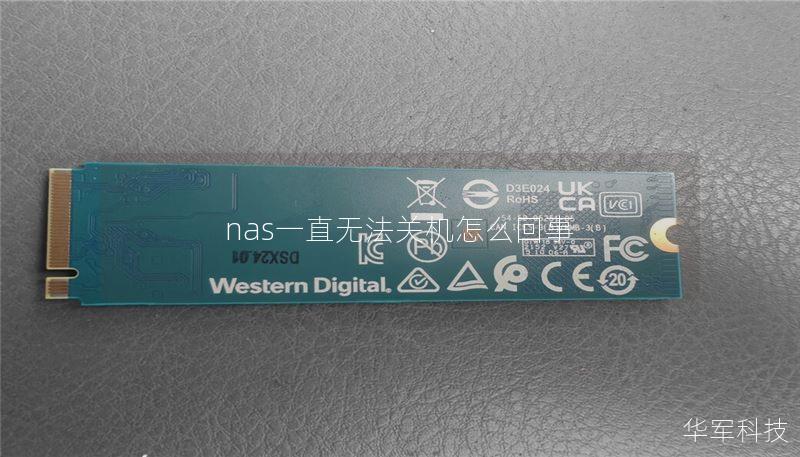 D3E024
RoHS
UK
CA
VCI
nas一直无法关机怎么回事
DSX24.01
FC
Western Digital.
CE
20
华军科技